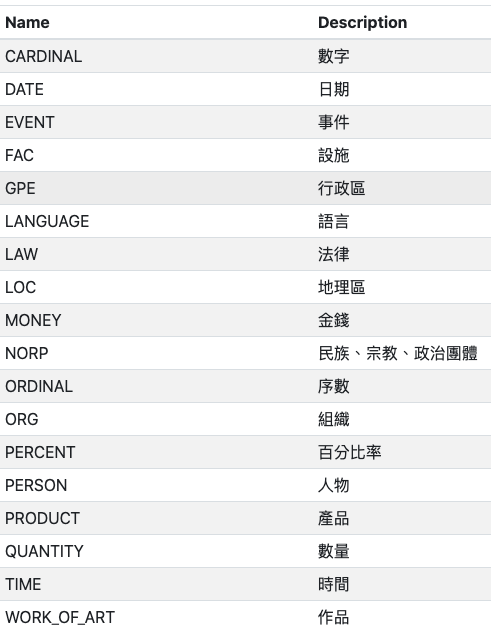 Name Description
CARDINAL 數字
DATE 日期
EVENT 事件
FAC 設施
GPE 行政區
LANGUAGE 語言
LAW 法律
LOC 地理區
MONEY 金錢
NORP 民族、宗教、政治團體
ORDINAL 序數
ORG 組織
PERCENT 百分比率
PERSON 人物
PRODUCT 產品
QUANTITY 數量
TIME 時間
WORK_OF_ART 作品